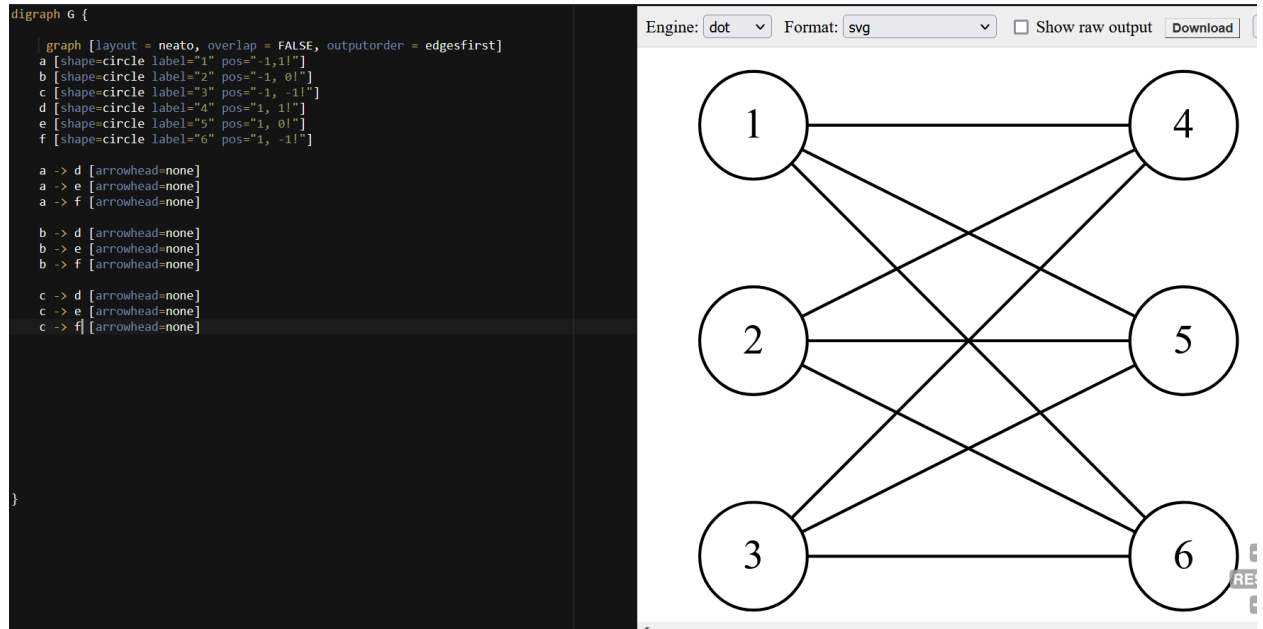 digraph G {
graph [layout = neato, overlap = FALSE, outputorder = edgesfirst]
a [shape=circle label="1" pos="-1,1!"]
b [shape=circle label="2" pos="-1, 0!"]
c [shape=circle label="3" pos="-1, -1!"]
d [shape=circle label="4" pos="1, 1!"]
e [shape=circle label="5" pos="1, 0!"]
f [shape=circle label="6" pos="1, -1!"]
a -> d [arrowhead=none]
a -> e [arrowhead=none]
a -> f [arrowhead=none]
b -> d [arrowhead=none]
b -> e [arrowhead=none]
b -> f [arrowhead=none]
c -> d [arrowhead=none]
c -> e [arrowhead=none]
c -> f [arrowhead=none]
}
Engine: dot Format: svg Show raw output Download
1 4
2 5
3 6